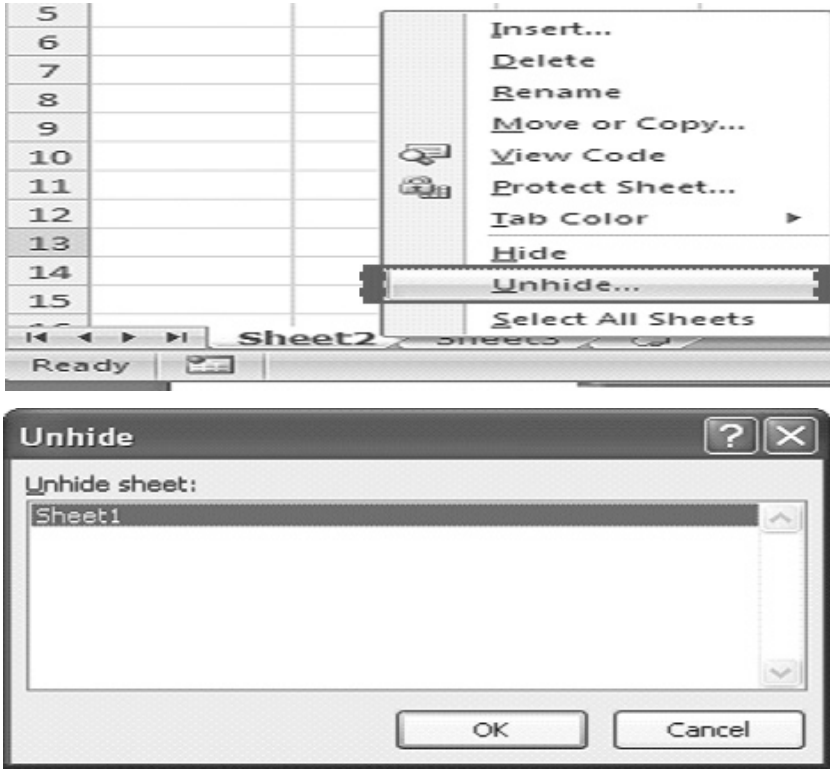 5
6
7
8
9
10
11
12
13
14
15
Insert...
Delete
Rename
Move or Copy...
View Code
Protect Sheet...
Tab Color
Hide
Unhide...
Select All Sheets
Sheet2
Ready
Unhide
Unhide sheet:
Sheet1
OK Cancel